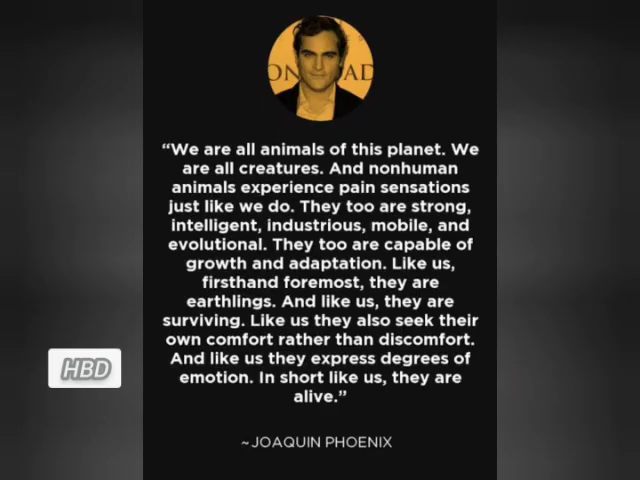 ON
AD
“We are all animals of this planet. We
are all creatures. And nonhuman
animals experience pain sensations
just like we do. They too are strong,
intelligent, industrious, mobile, and
evolutional. They too are capable of
growth and adaptation. Like us,
firsthand foremost, they are
earthlings. And like us, they are
surviving. Like us they also seek their
own comfort rather than discomfort.
And like us they express degrees of
emotion. In short like us, they are
alive.”
HBD
~JOAQUIN PHOENIX